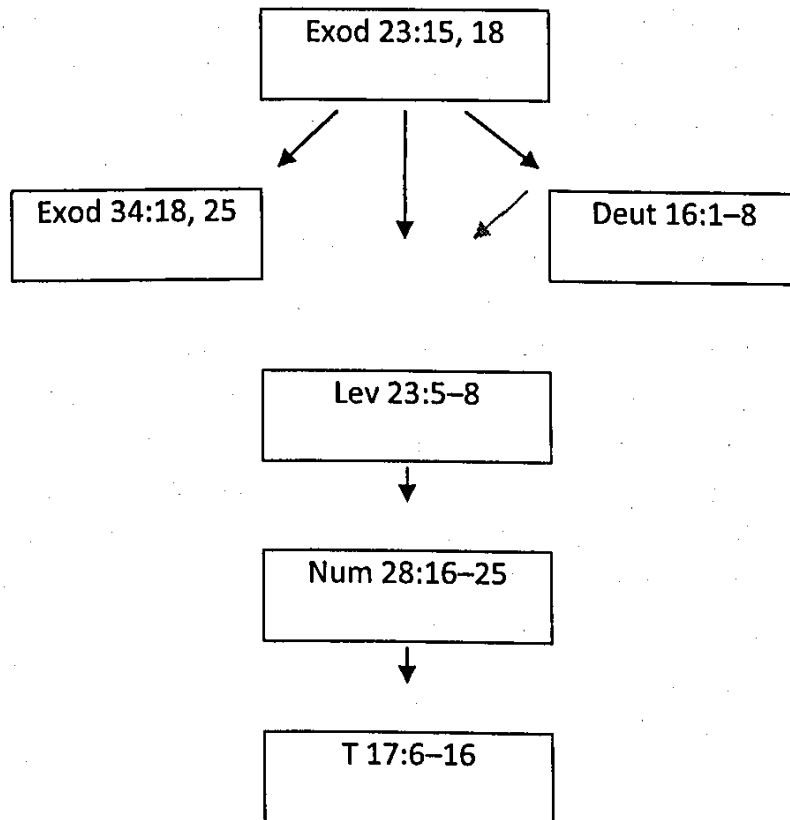 Exod 23:15, 18
Exod 34:18, 25
Deut 16:1–8
Lev 23:5–8
Num 28:16–25
T 17:6–16